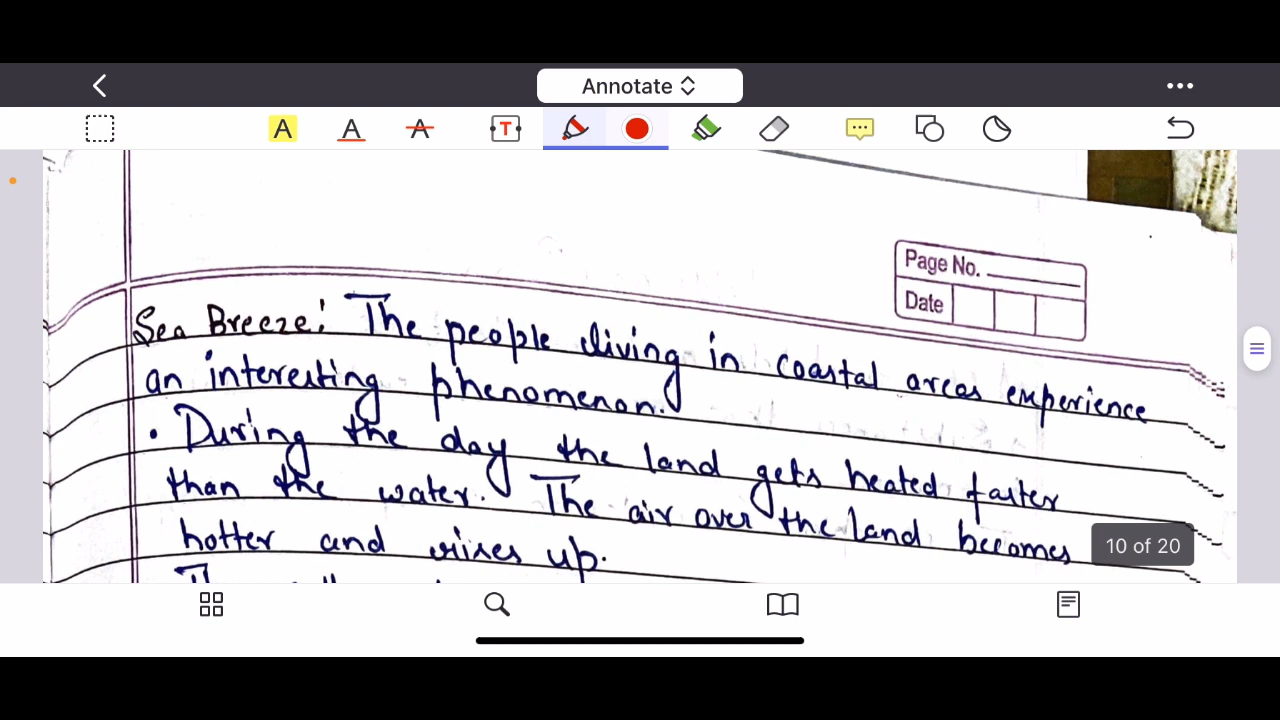 Annotate
A A A T
Page No.
Date
Sea Breeze: The people living in coastal areas experience
an interesting phenomenon.
• During the day the land gets heated faster
than the water. The air over the land becomes
hotter and rises up.
10 of 20